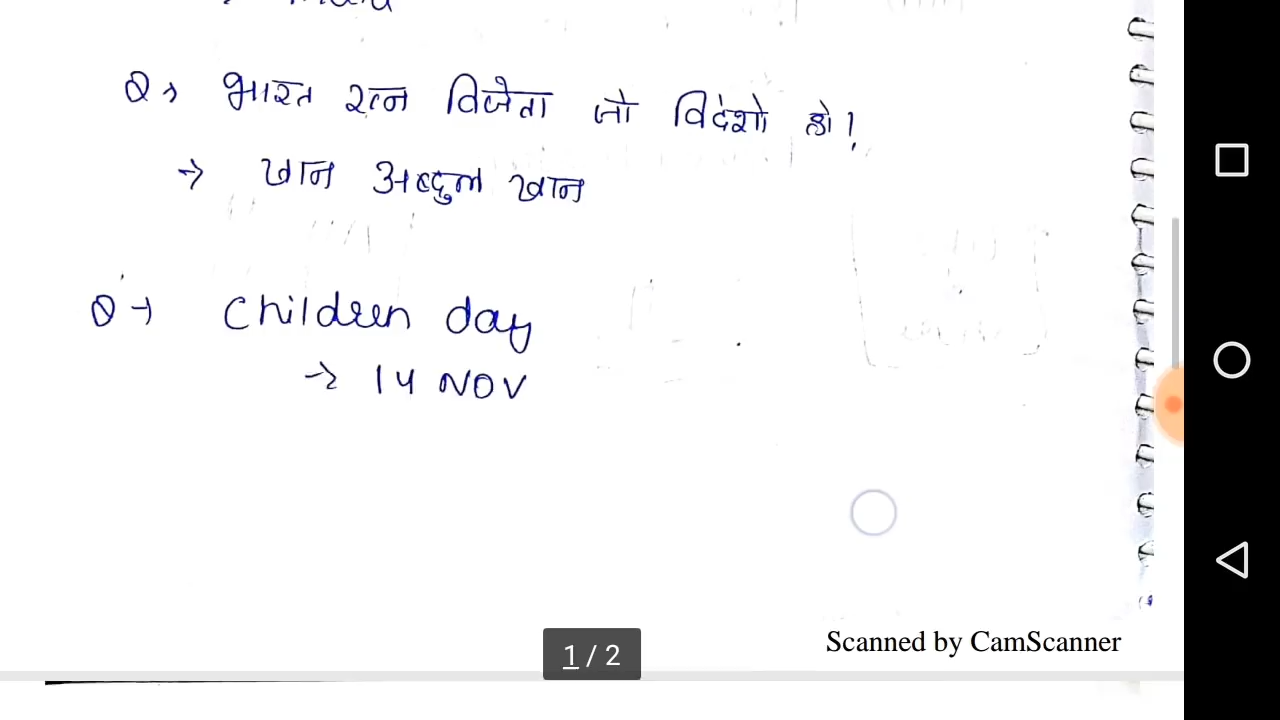 Q→ भारत रत्न विजेता जो विदेशी हो।
→ खान अब्दुल खान
Q→ Children day
→ 14 NOV
Scanned by CamScanner
1 / 2